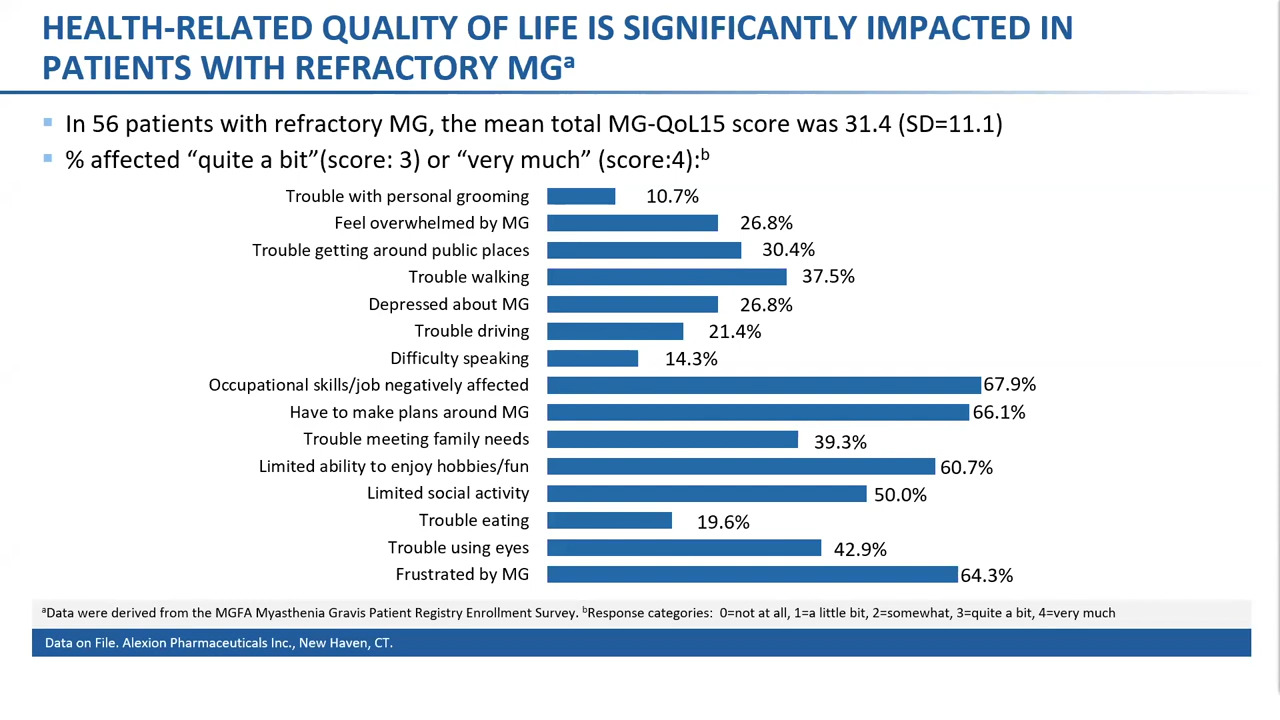 HEALTH-RELATED QUALITY OF LIFE IS SIGNIFICANTLY IMPACTED IN
PATIENTS WITH REFRACTORY MGᵃ
▪ In 56 patients with refractory MG, the mean total MG-QoL15 score was 31.4 (SD=11.1)
▪ % affected “quite a bit”(score: 3) or “very much” (score:4):ᵇ
Trouble with personal grooming 10.7%
Feel overwhelmed by MG 26.8%
Trouble getting around public places 30.4%
Trouble walking 37.5%
Depressed about MG 26.8%
Trouble driving 21.4%
Difficulty speaking 14.3%
Occupational skills/job negatively affected 67.9%
Have to make plans around MG 66.1%
Trouble meeting family needs 39.3%
Limited ability to enjoy hobbies/fun 60.7%
Limited social activity 50.0%
Trouble eating 19.6%
Trouble using eyes 42.9%
Frustrated by MG 64.3%
ᵃData were derived from the MGFA Myasthenia Gravis Patient Registry Enrollment Survey. ᵇResponse categories: 0=not at all, 1=a little bit, 2=somewhat, 3=quite a bit, 4=very much
Data on File. Alexion Pharmaceuticals Inc., New Haven, CT.